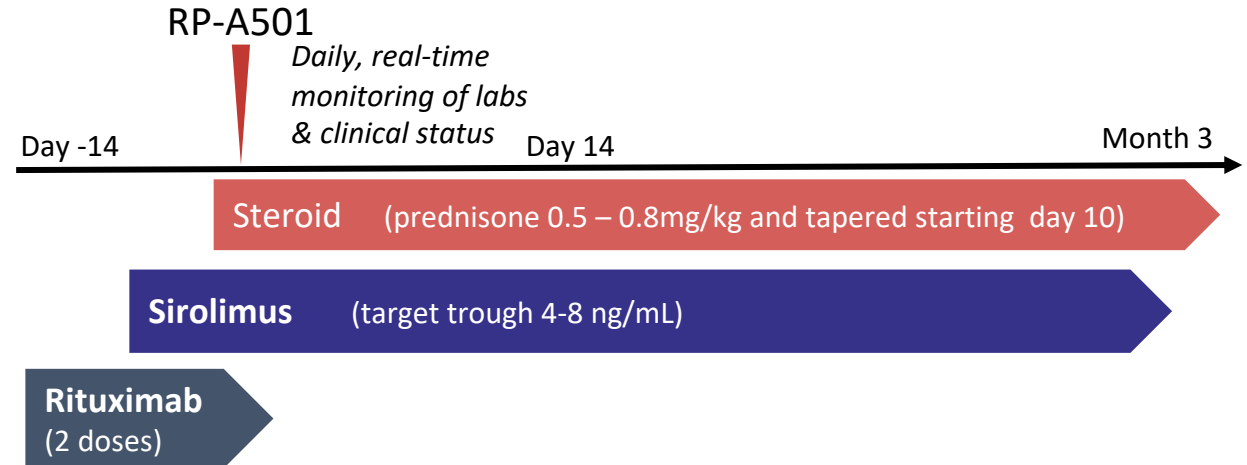 RP-A501
Daily, real-time
monitoring of labs
& clinical status
Day -14
Day 14
Month 3
Steroid (prednisone 0.5 – 0.8mg/kg and tapered starting day 10)
Sirolimus (target trough 4-8 ng/mL)
Rituximab
(2 doses)